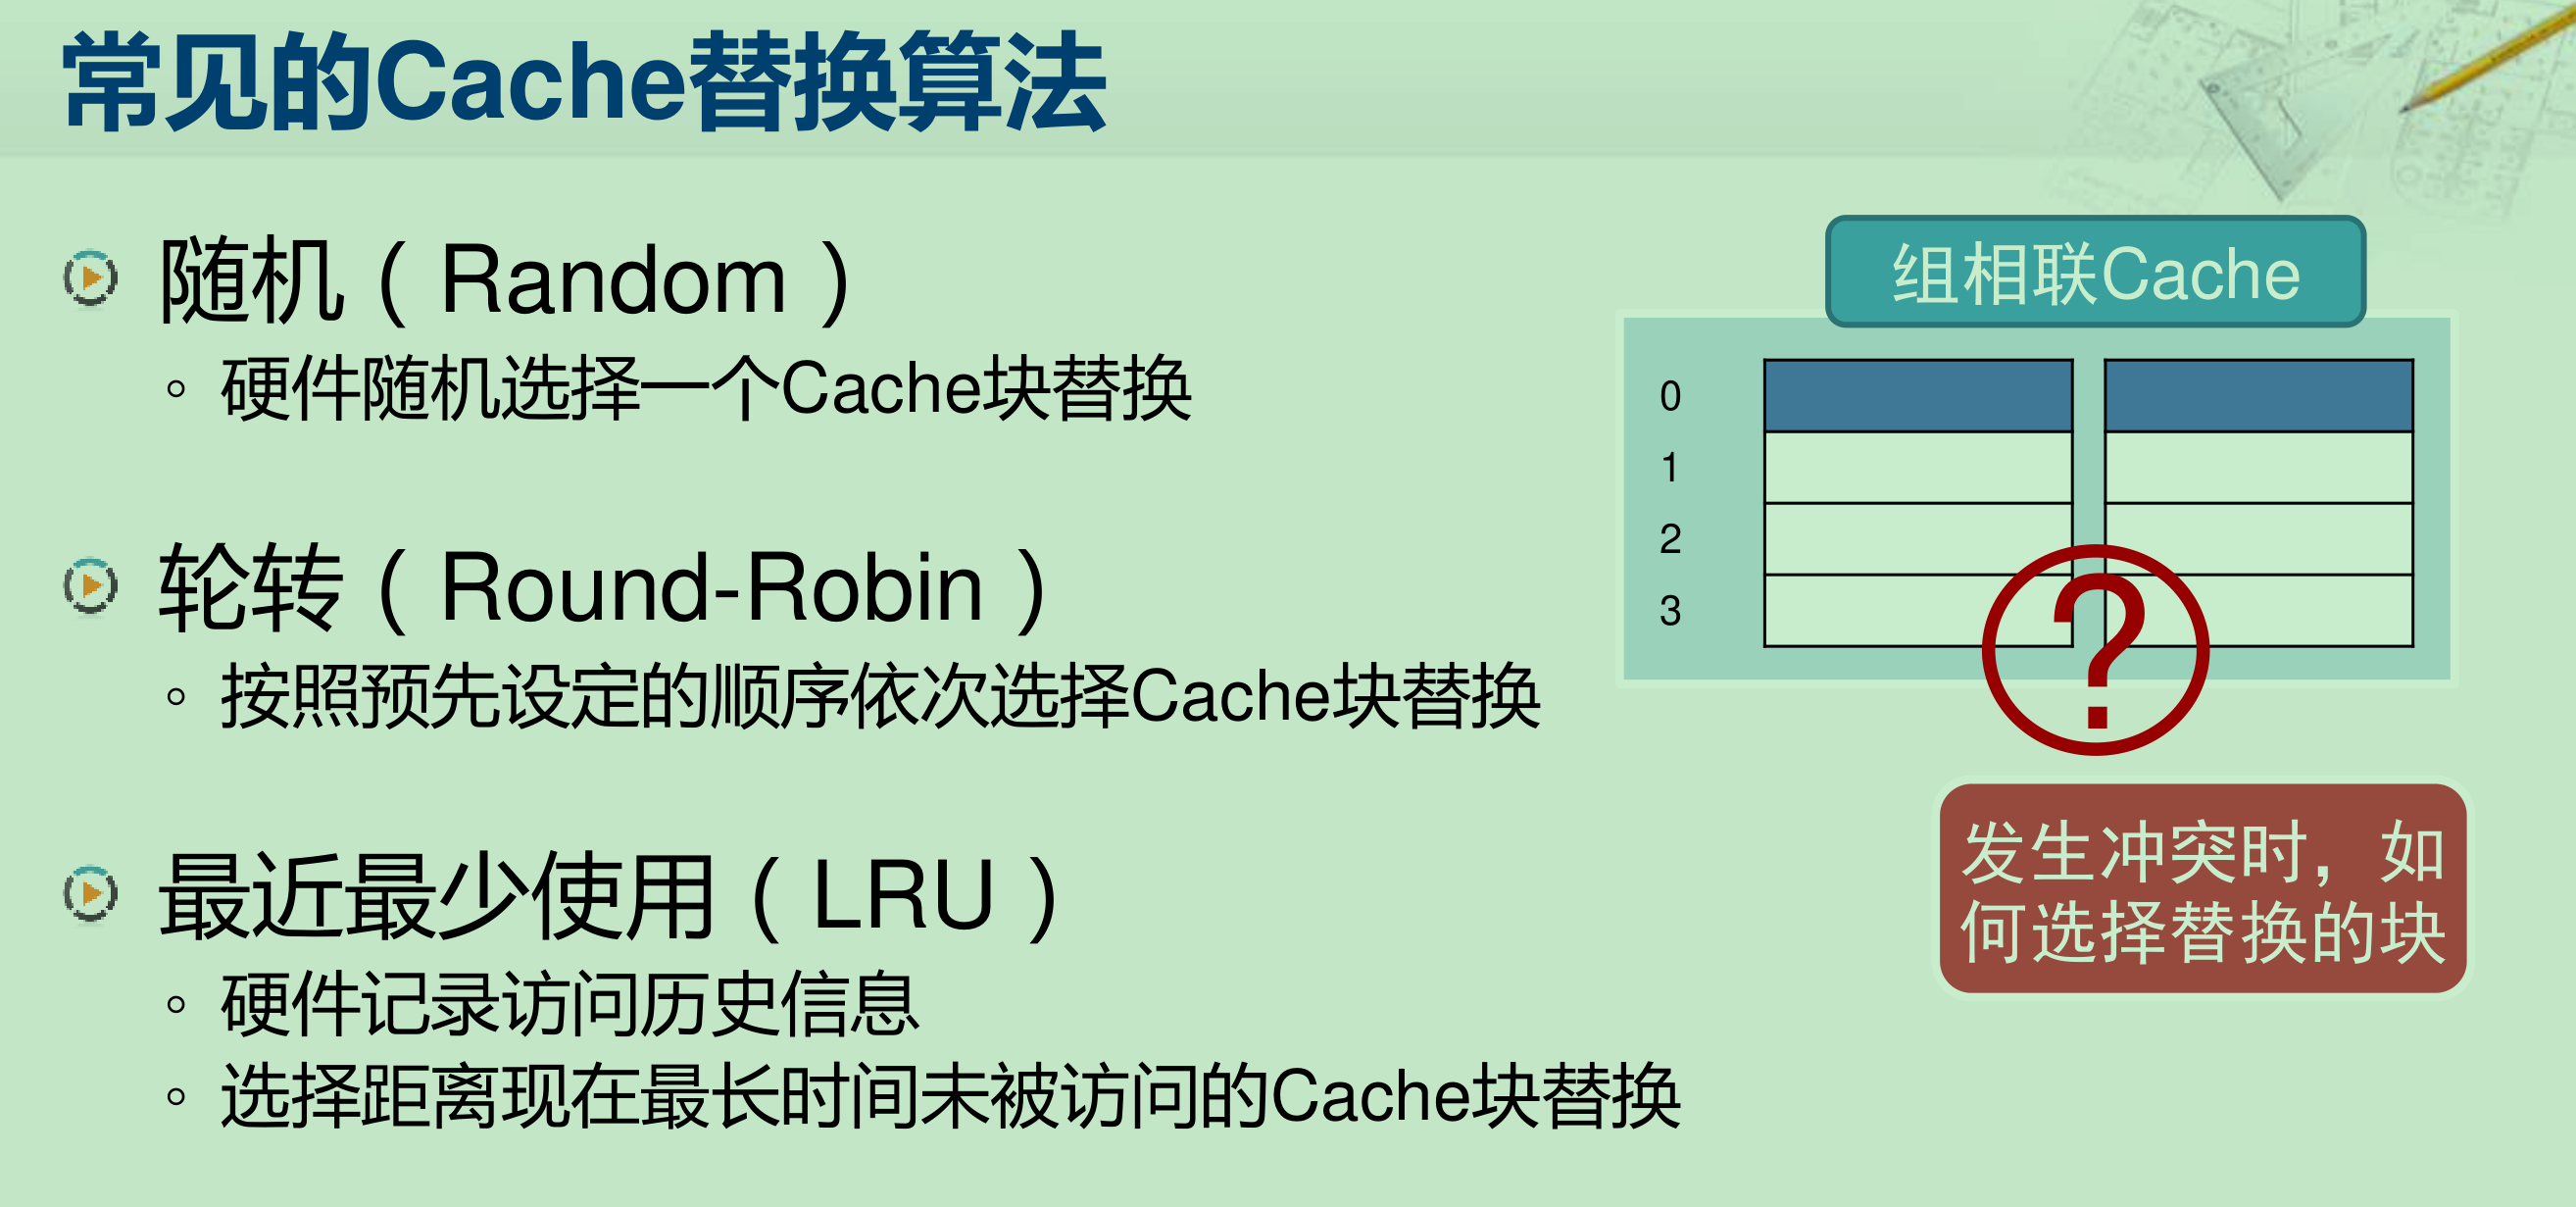 常见的Cache替换算法
随机（Random）
硬件随机选择一个Cache块替换
轮转（Round-Robin）
按照预先设定的顺序依次选择Cache块替换
最近最少使用（LRU）
硬件记录访问历史信息
选择距离现在最长时间未被访问的Cache块替换
组相联Cache
0
1
2
3
?
发生冲突时，如
何选择替换的块